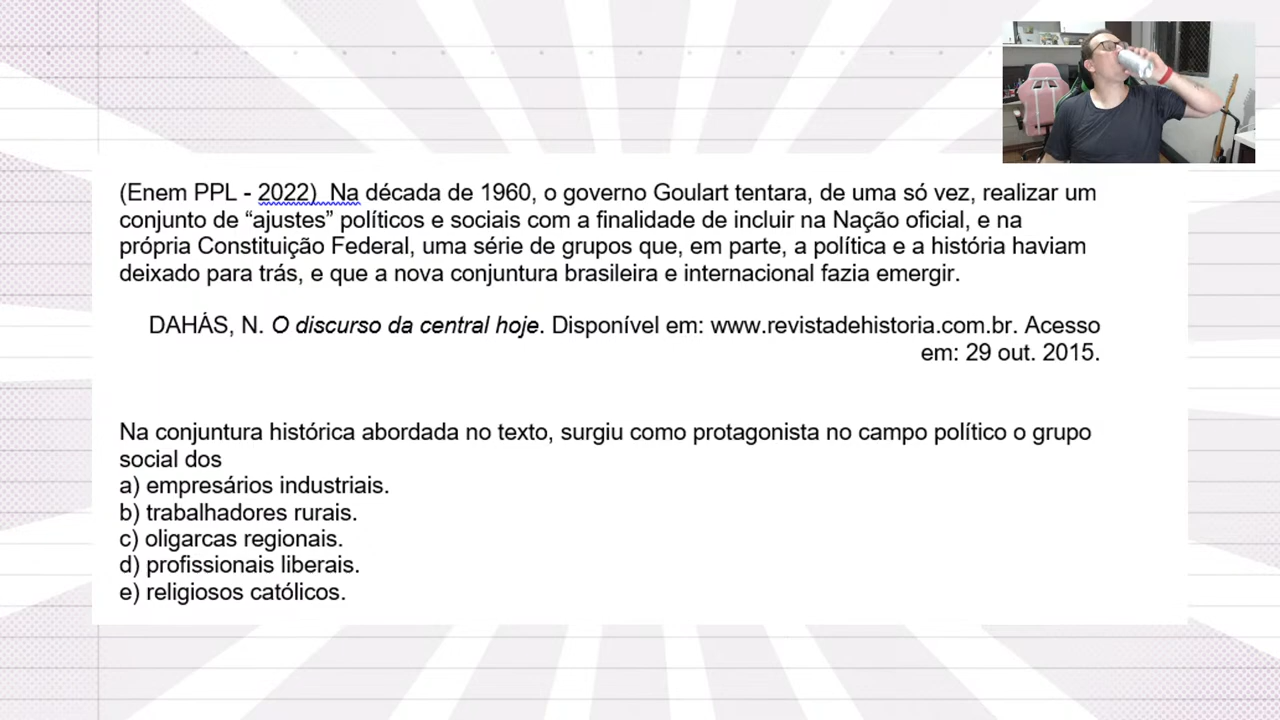 (Enem PPL - 2022) Na década de 1960, o governo Goulart tentara, de uma só vez, realizar um
conjunto de “ajustes” políticos e sociais com a finalidade de incluir na Nação oficial, e na
própria Constituição Federal, uma série de grupos que, em parte, a política e a história haviam
deixado para trás, e que a nova conjuntura brasileira e internacional fazia emergir.
DAHÁS, N. O discurso da central hoje. Disponível em: www.revistadehistoria.com.br. Acesso
em: 29 out. 2015.
Na conjuntura histórica abordada no texto, surgiu como protagonista no campo político o grupo
social dos
a) empresários industriais.
b) trabalhadores rurais.
c) oligarcas regionais.
d) profissionais liberais.
e) religiosos católicos.